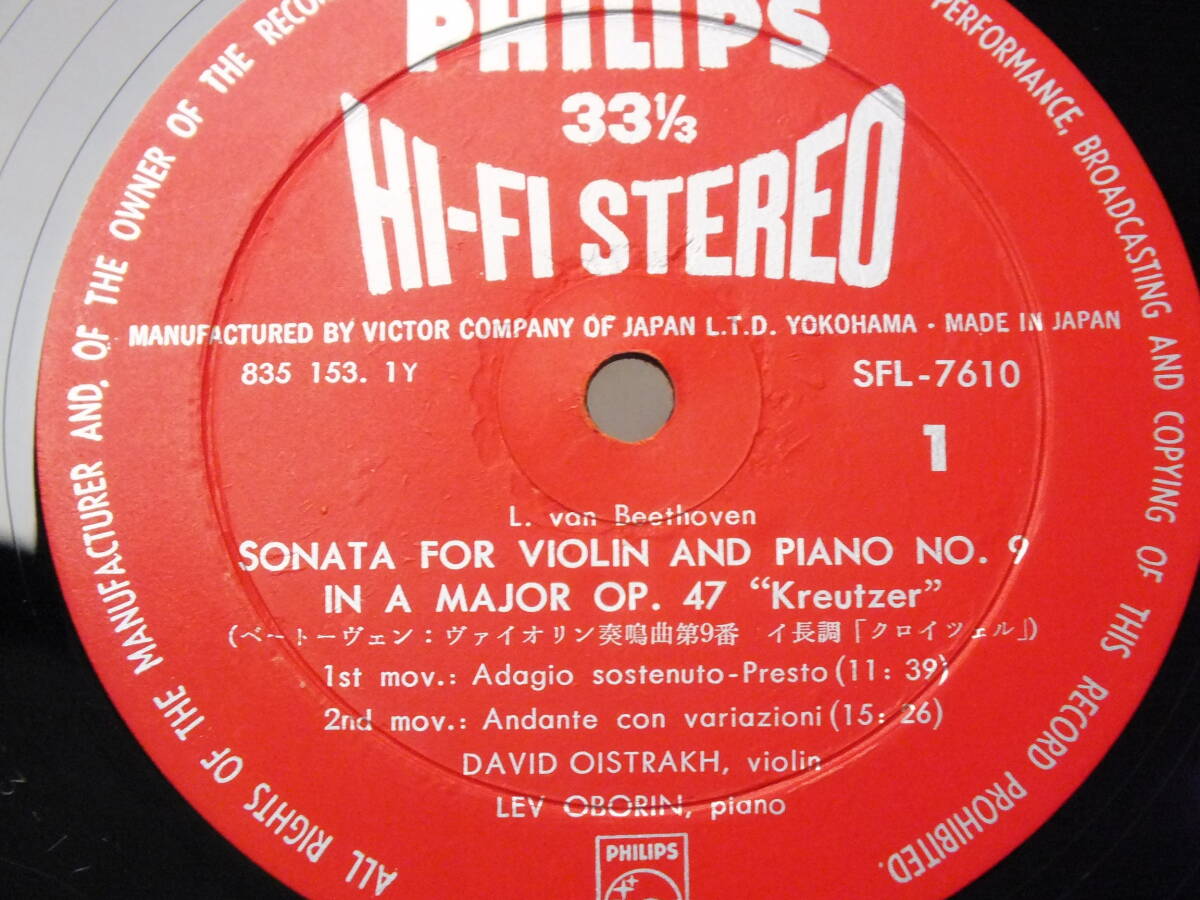 PHILIPS
33⅓
HI-FI STEREO
MANUFACTURED BY VICTOR COMPANY OF JAPAN L.T.D. YOKOHAMA · MADE IN JAPAN
835 153. 1Y
SFL-7610
1
L. van Beethoven
SONATA FOR VIOLIN AND PIANO NO. 9
IN A MAJOR OP. 47 “Kreutzer”
(ベートーヴェン：ヴァイオリン奏鳴曲第9番 イ長調「クロイツェル」)
1st mov.: Adagio sostenuto-Presto (11: 39)
2nd mov.: Andante con variazioni (15: 26)
DAVID OISTRAKH, violin
LEV OBORIN, piano
PHILIPS
ALL RIGHTS OF THE MANUFACTURER AND, OF THE OWNER OF THE
PERFORMANCE, BROADCASTING AND COPYING OF THIS RECORD PROHIBITED.